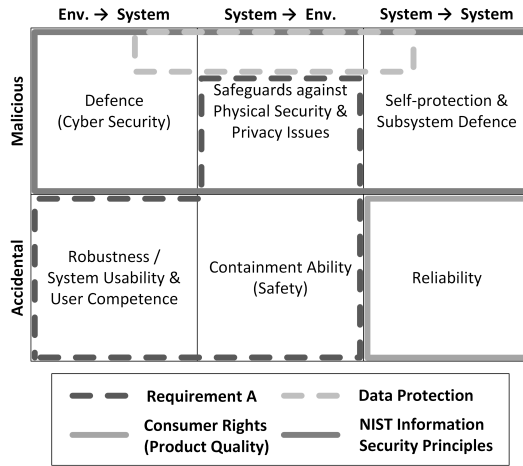 Env. → System
System → Env.
System → System
Malicious
Defence
(Cyber Security)
Safeguards against
Physical Security &
Privacy Issues
Self-protection &
Subsystem Defence
Accidental
Robustness /
System Usability &
User Competence
Containment Ability
(Safety)
Reliability
Requirement A
Data Protection
Consumer Rights
(Product Quality)
NIST Information
Security Principles